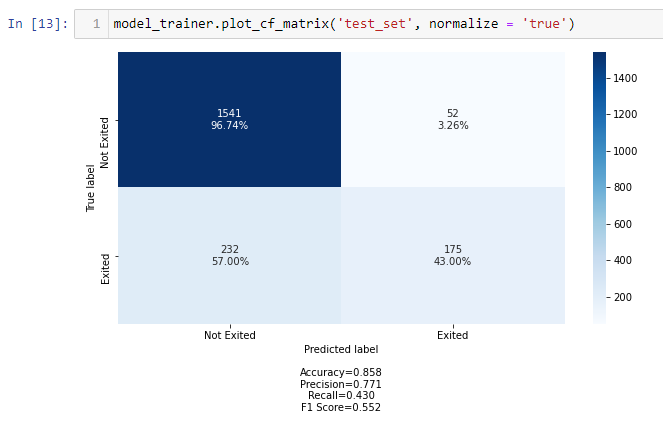 In [13]: 1 model_trainer.plot_cf_matrix('test_set', normalize = 'true')
1541
96.74%
52
3.26%
232
57.00%
175
43.00%
Not Exited
Exited
True label
Not Exited
Exited
Predicted label
Accuracy=0.858
Precision=0.771
Recall=0.430
F1 Score=0.552
1400
1200
1000
800
600
400
200